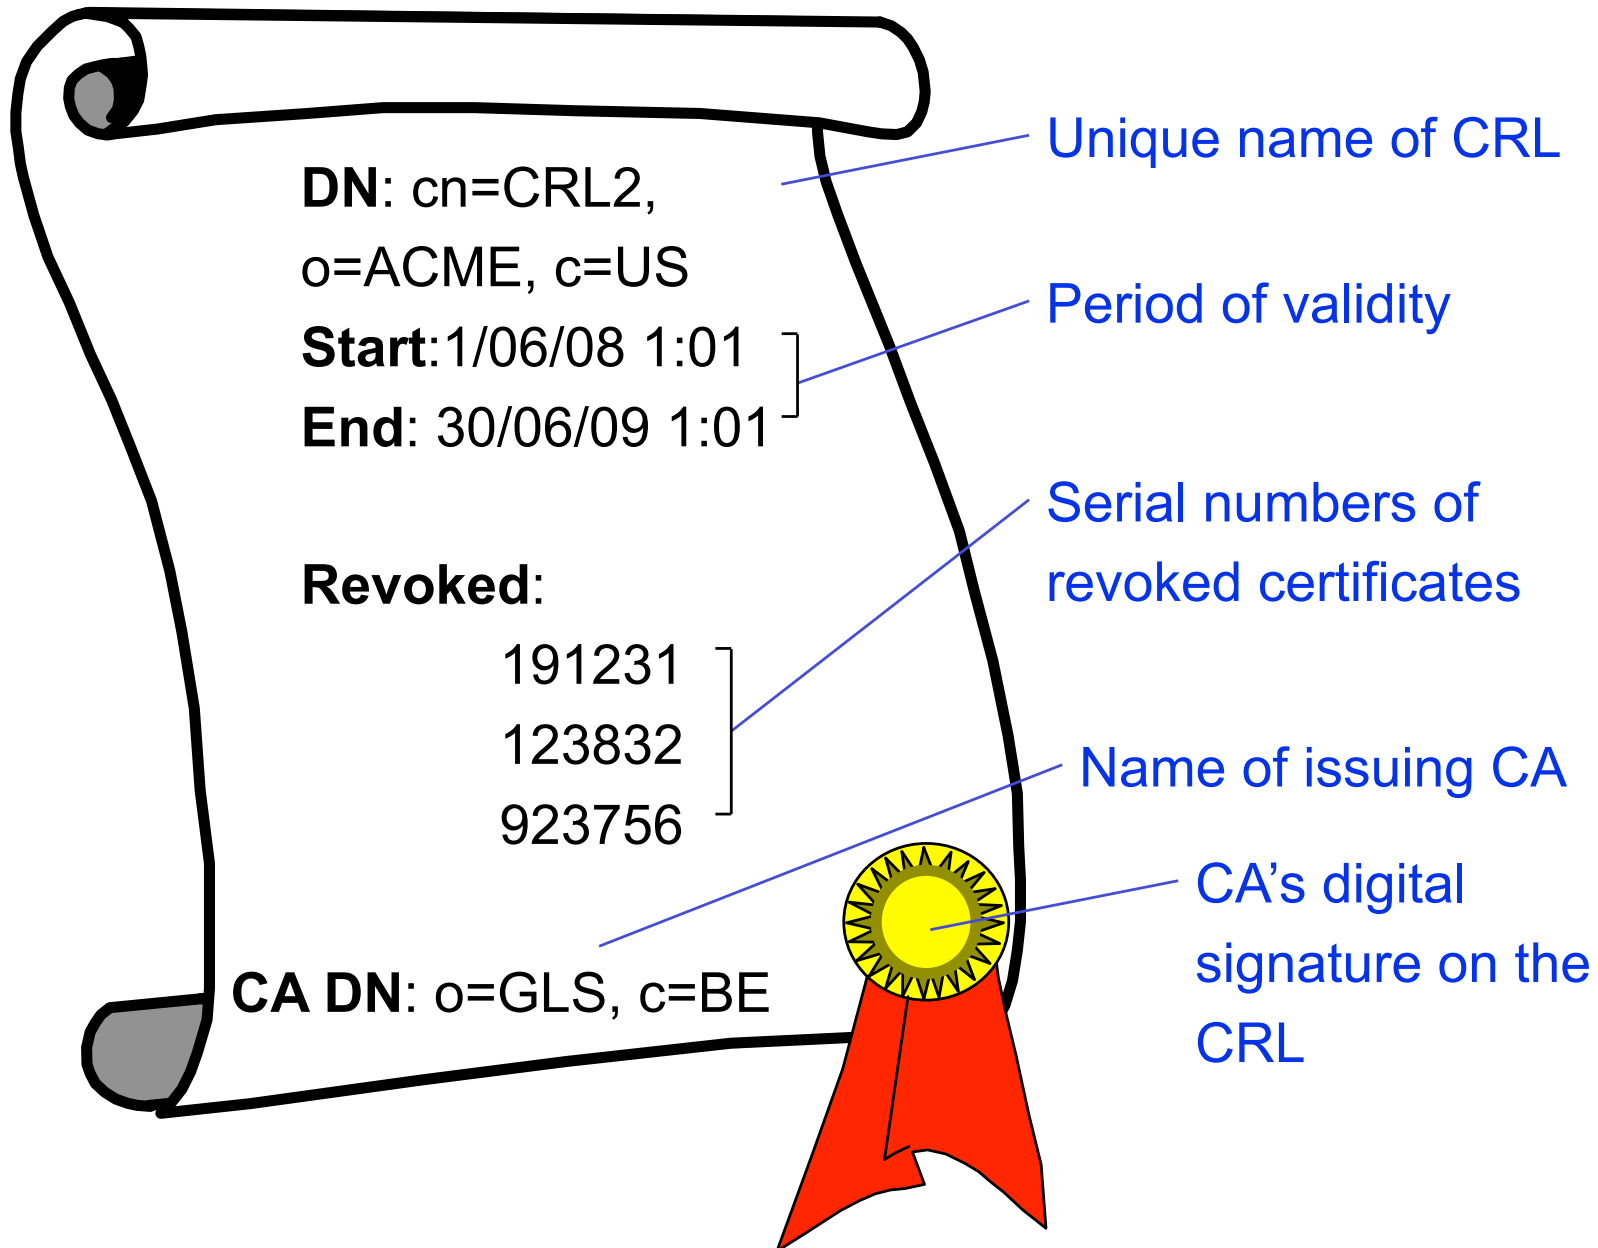 DN: cn=CRL2,
o=ACME, c=US
Start:1/06/08 1:01
End: 30/06/09 1:01
Revoked:
191231
123832
923756
CA DN: o=GLS, c=BE
Unique name of CRL
Period of validity
Serial numbers of
revoked certificates
Name of issuing CA
CA’s digital
signature on the
CRL